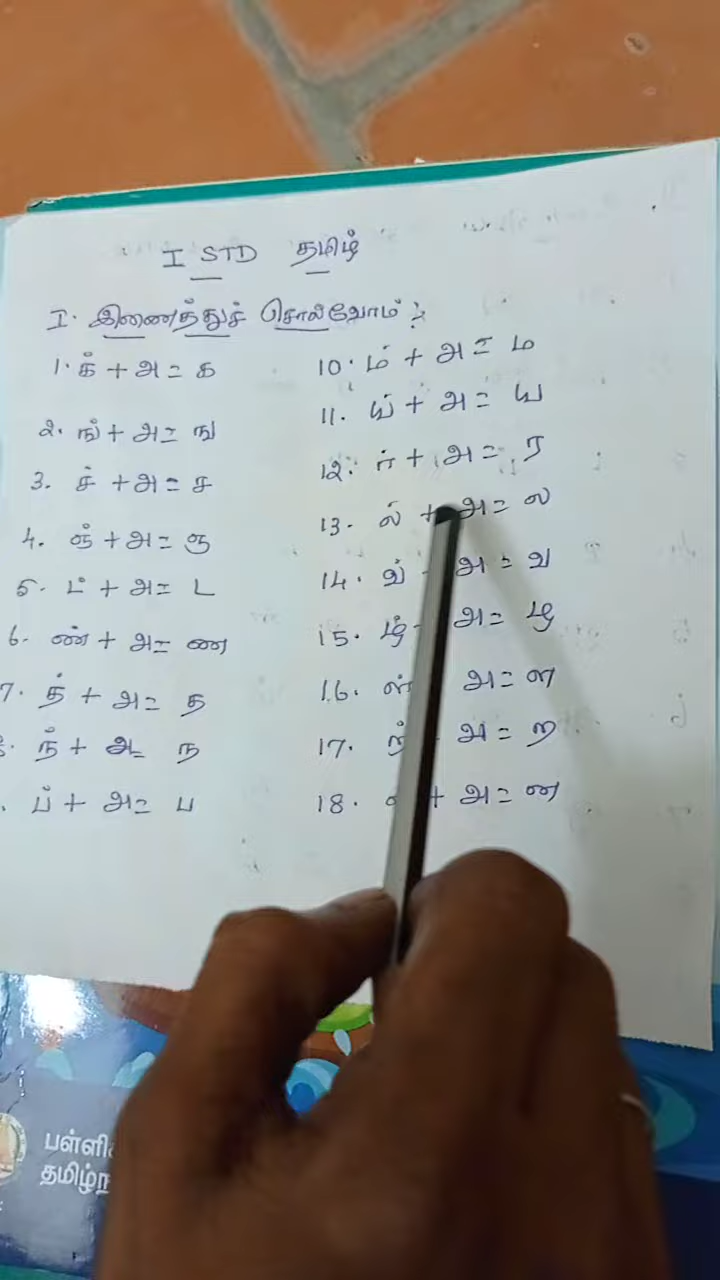 I STD தமிழ்
I. இணைத்துச் சொல்வோம் :
1. க் + அ = க
2. ங் + அ = ங
3. ச் + அ = ச
4. ஞ் + அ = ஞ
5. ட் + அ = ட
6. ண் + அ = ண
7. த் + அ = த
ந் + அ = ந
. ப் + அ = ப
10. ம் + அ = ம
11. ய் + அ = ய
12. ர் + அ = ர
13. ல் + அ = ல
14. வ் + அ = வ
15. ழ் அ = ழ
16. ள் அ = ள
17. ற் அ = ற
18. + அ = ன